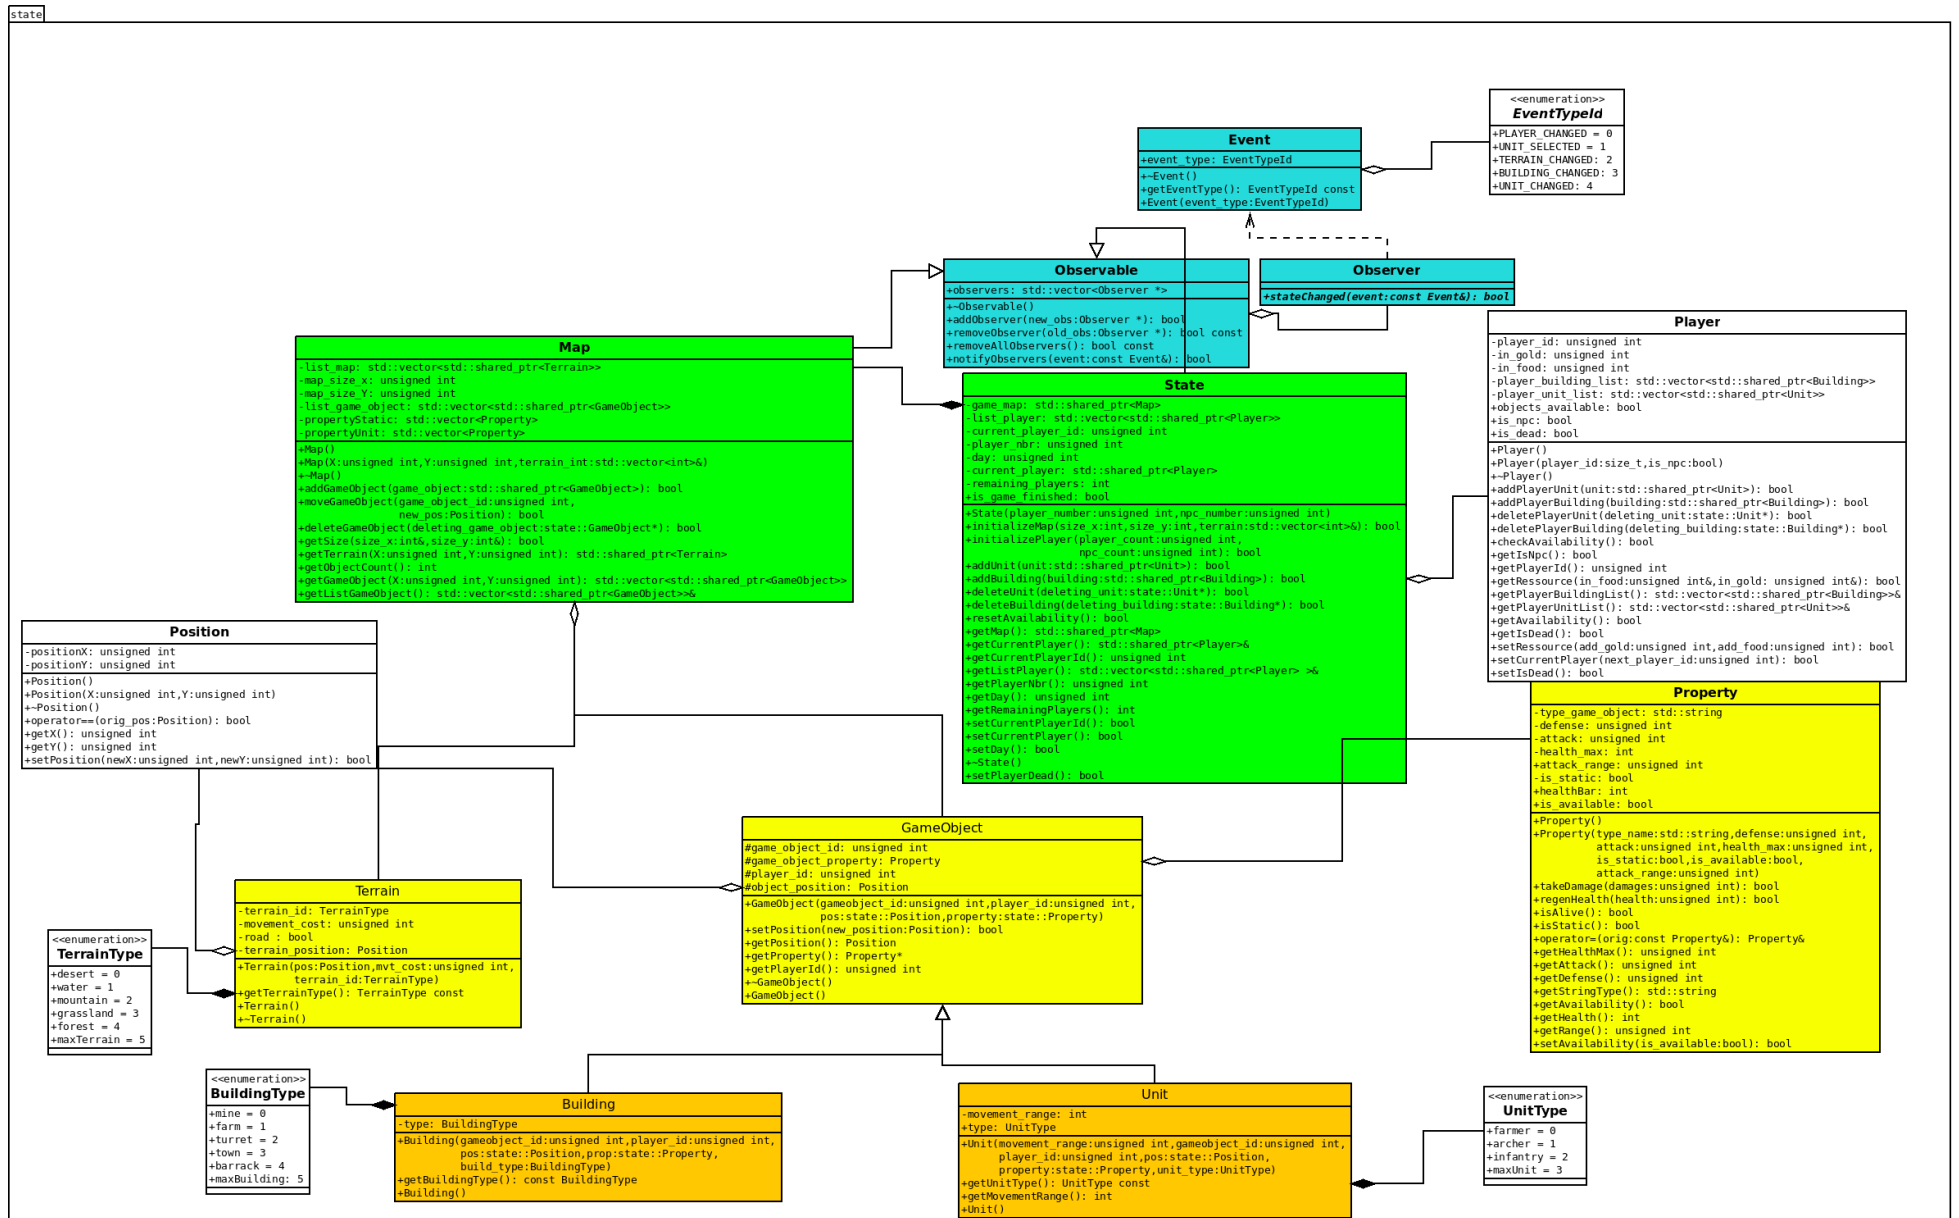 state
<<enumeration>>
EventTypeId
+PLAYER_CHANGED = 0
+UNIT_SELECTED = 1
+TERRAIN_CHANGED: 2
+BUILDING_CHANGED: 3
+UNIT_CHANGED: 4
Event
+event_type: EventTypeId
+~Event()
+getEventType(): EventTypeId const
+Event(event_type:EventTypeId)
Observable
+observers: std::vector<Observer *>
+~Observable()
+addObserver(new_obs:Observer *): bool
+removeObserver(old_obs:Observer *): bool const
+removeAllObservers(): bool const
+notifyObservers(event:const Event&): bool
Observer
+stateChanged(event:const Event&): bool
Player
-player_id: unsigned int
-in_gold: unsigned int
-in_food: unsigned int
-player_building_list: std::vector<std::shared_ptr<Building>>
-player_unit_list: std::vector<std::shared_ptr<Unit>>
+objects_available: bool
+is_npc: bool
+is_dead: bool
+Player()
+Player(player_id:size_t,is_npc:bool)
+~Player()
+addPlayerUnit(unit:std::shared_ptr<Unit>): bool
+addPlayerBuilding(building:std::shared_ptr<Building>): bool
+deletePlayerUnit(deleting_unit:state::Unit*): bool
+deletePlayerBuilding(deleting_building:state::Building*): bool
+checkAvailability(): bool
+getIsNpc(): bool
+getPlayerId(): unsigned int
+getRessource(in_food:unsigned int&,in_gold: unsigned int&): bool
+getPlayerBuildingList(): std::vector<std::shared_ptr<Building>>&
+getPlayerUnitList(): std::vector<std::shared_ptr<Unit>>&
+getAvailability(): bool
+getIsDead(): bool
+setRessource(add_gold:unsigned int,add_food:unsigned int): bool
+setCurrentPlayer(next_player_id:unsigned int): bool
+setIsDead(): bool
Map
-list_map: std::vector<std::shared_ptr<Terrain>>
-map_size_x: unsigned int
-map_size_Y: unsigned int
-list_game_object: std::vector<std::shared_ptr<GameObject>>
-propertyStatic: std::vector<Property>
-propertyUnit: std::vector<Property>
+Map()
+Map(X:unsigned int,Y:unsigned int,terrain_int:std::vector<int>&)
+~Map()
+addGameObject(game_object:std::shared_ptr<GameObject>): bool
+moveGameObject(game_object_id:unsigned int,
new_pos:Position): bool
+deleteGameObject(deleting_game_object:state::GameObject*): bool
+getSize(size_x:int&,size_y:int&): bool
+getTerrain(X:unsigned int,Y:unsigned int): std::shared_ptr<Terrain>
+getObjectCount(): int
+getGameObject(X:unsigned int,Y:unsigned int): std::vector<std::shared_ptr<GameObject>>
+getListGameObject(): std::vector<std::shared_ptr<GameObject>>&
State
-game_map: std::shared_ptr<Map>
-list_player: std::vector<std::shared_ptr<Player>>
-current_player_id: unsigned int
-player_nbr: unsigned int
-day: unsigned int
-current_player: std::shared_ptr<Player>
-remaining_players: int
+is_game_finished: bool
+State(player_number:unsigned int,npc_number:unsigned int)
+initializeMap(size_x:int,size_y:int,terrain:std::vector<int>&): bool
+initializePlayer(player_count:unsigned int,
npc_count:unsigned int): bool
+addUnit(unit:std::shared_ptr<Unit>): bool
+addBuilding(building:std::shared_ptr<Building>): bool
+deleteUnit(deleting_unit:state::Unit*): bool
+deleteBuilding(deleting_building:state::Building*): bool
+resetAvailability(): bool
+getMap(): std::shared_ptr<Map>
+getCurrentPlayer(): std::shared_ptr<Player>&
+getCurrentPlayerId(): unsigned int
+getListPlayer(): std::vector<std::shared_ptr<Player> >&
+getPlayerNbr(): unsigned int
+getDay(): unsigned int
+getRemainingPlayers(): int
+setCurrentPlayerId(): bool
+setCurrentPlayer(): bool
+setDay(): bool
+~State()
+setPlayerDead(): bool
Position
-positionX: unsigned int
-positionY: unsigned int
+Position()
+Position(X:unsigned int,Y:unsigned int)
+~Position()
+operator==(orig_pos:Position): bool
+getX(): unsigned int
+getY(): unsigned int
+setPosition(newX:unsigned int,newY:unsigned int): bool
Property
-type_game_object: std::string
-defense: unsigned int
-attack: unsigned int
-health_max: int
+attack_range: unsigned int
-is_static: bool
+healthBar: int
+is_available: bool
+Property()
+Property(type_name:std::string,defense:unsigned int,
attack:unsigned int,health_max:unsigned int,
is_static:bool,is_available:bool,
attack_range:unsigned int)
+takeDamage(damages:unsigned int): bool
+regenHealth(health:unsigned int): bool
+isAlive(): bool
+isStatic(): bool
+operator=(orig:const Property&): Property&
+getHealthMax(): unsigned int
+getAttack(): unsigned int
+getDefense(): unsigned int
+getStringType(): std::string
+getAvailability(): bool
+getHealth(): int
+getRange(): unsigned int
+setAvailability(is_available:bool): bool
GameObject
#game_object_id: unsigned int
#game_object_property: Property
#player_id: unsigned int
#object_position: Position
+GameObject(gameobject_id:unsigned int,player_id:unsigned int,
pos:state::Position,property:state::Property)
+setPosition(new_position:Position): bool
+getPosition(): Position
+getProperty(): Property*
+getPlayerId(): unsigned int
+~GameObject()
+GameObject()
Terrain
-terrain_id: TerrainType
-movement_cost: unsigned int
-road : bool
-terrain_position: Position
+Terrain(pos:Position,mvt_cost:unsigned int,
terrain_id:TerrainType)
+getTerrainType(): TerrainType const
+Terrain()
+~Terrain()
<<enumeration>>
TerrainType
+desert = 0
+water = 1
+mountain = 2
+grassland = 3
+forest = 4
+maxTerrain = 5
<<enumeration>>
BuildingType
+mine = 0
+farm = 1
+turret = 2
+town = 3
+barrack = 4
+maxBuilding: 5
Building
-type: BuildingType
+Building(gameobject_id:unsigned int,player_id:unsigned int,
pos:state::Position,prop:state::Property,
build_type:BuildingType)
+getBuildingType(): const BuildingType
+Building()
Unit
-movement_range: int
+type: UnitType
+Unit(movement_range:unsigned int,gameobject_id:unsigned int,
player_id:unsigned int,pos:state::Position,
property:state::Property,unit_type:UnitType)
+getUnitType(): UnitType const
+getMovementRange(): int
+Unit()
<<enumeration>>
UnitType
+farmer = 0
+archer = 1
+infantry = 2
+maxUnit = 3